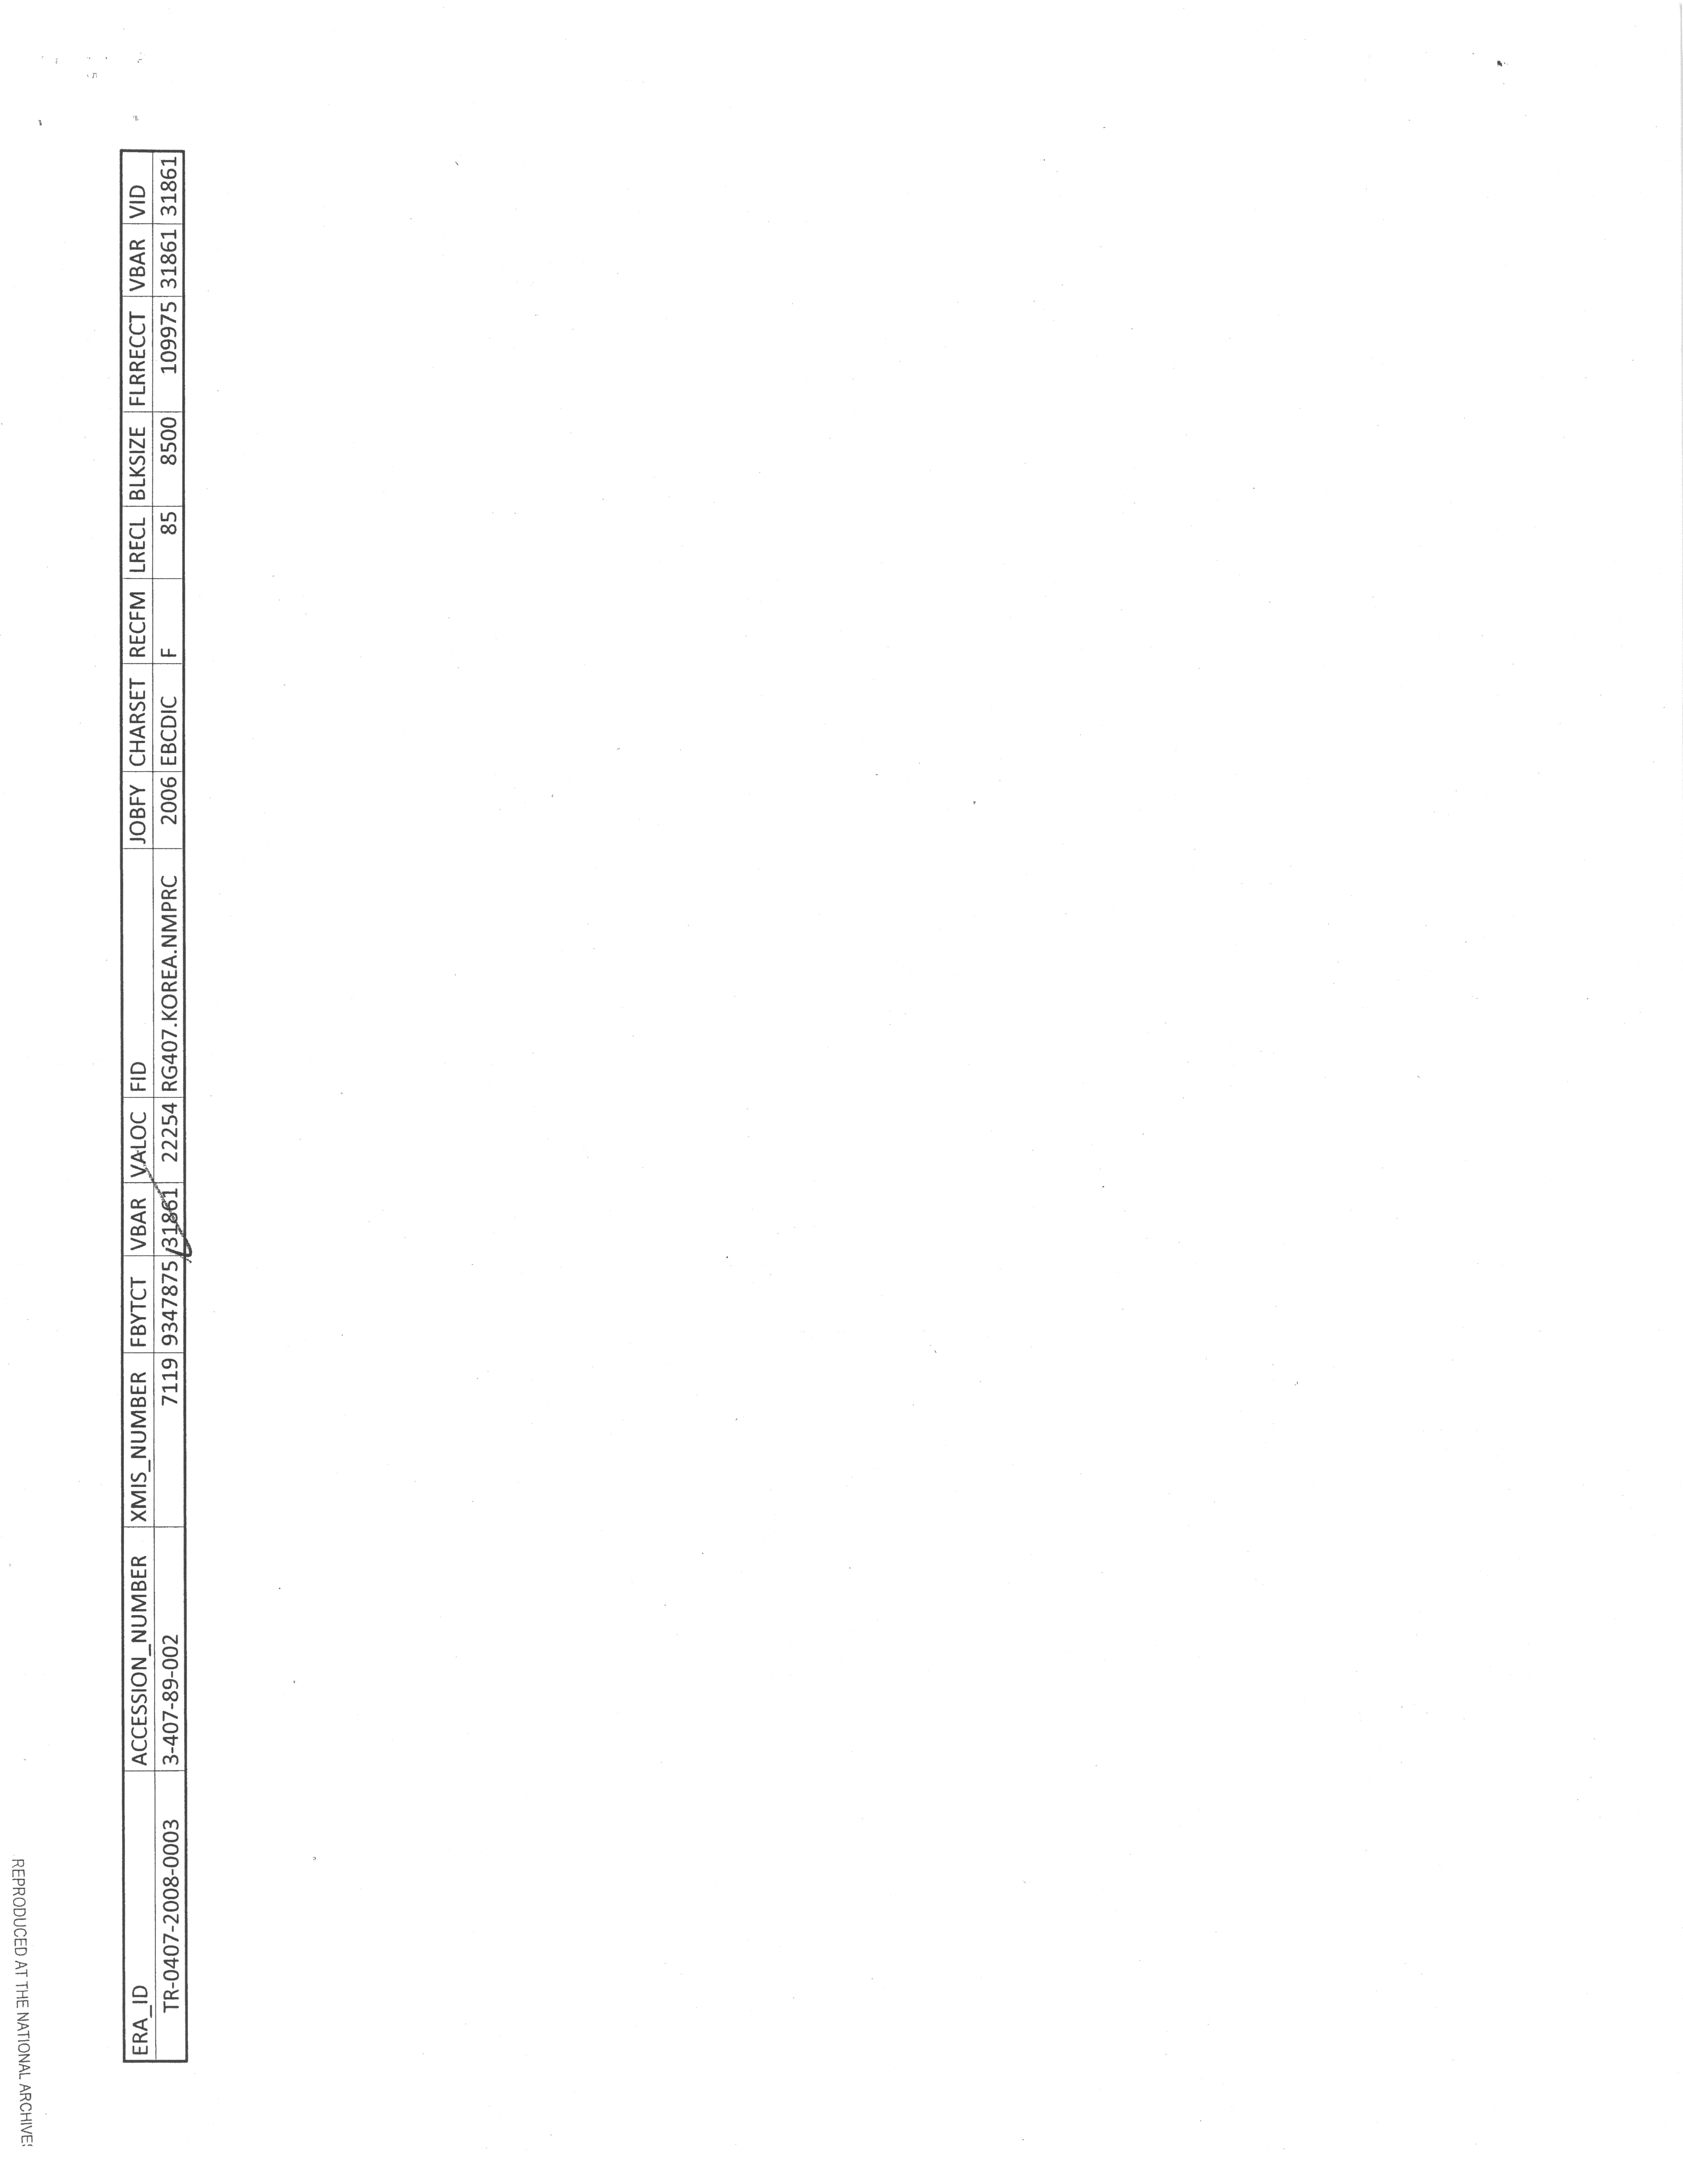 ERA_ID ACCESSION_NUMBER XMIS_NUMBER FBYTCT VBAR VALOC FID JOBFY CHARSET RECFM LRECL BLKSIZE FLRRECCT VBAR VID
TR-0407-2008-0003 3-407-89-002 7119 9347875 31861 22254 RG407.KOREA.NMPRC 2006 EBCDIC F 85 8500 109975 31861 31861
REPRODUCED AT THE NATIONAL ARCHIVES